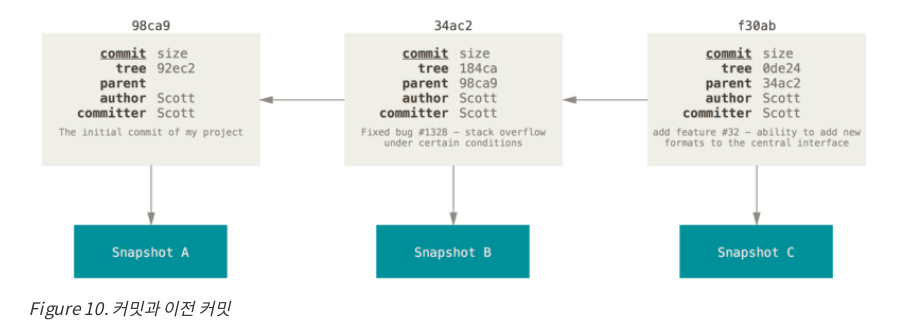 98ca9
commit size
tree 92ec2
parent
author Scott
committer Scott
The initial commit of my project
Snapshot A
34ac2
commit size
tree 184ca
parent 98ca9
author Scott
committer Scott
Fixed bug #1328 – stack overflow
under certain conditions
Snapshot B
f30ab
commit size
tree 0de24
parent 34ac2
author Scott
committer Scott
add feature #32 – ability to add new
formats to the central interface
Snapshot C
Figure 10. 커밋과 이전 커밋